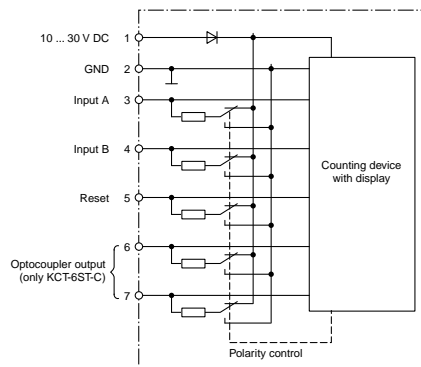 10 ... 30 V DC 1
GND 2
Input A 3
Input B 4
Reset 5
6
Optocoupler output
(only KCT-6ST-C)
7
Counting device
with display
Polarity control